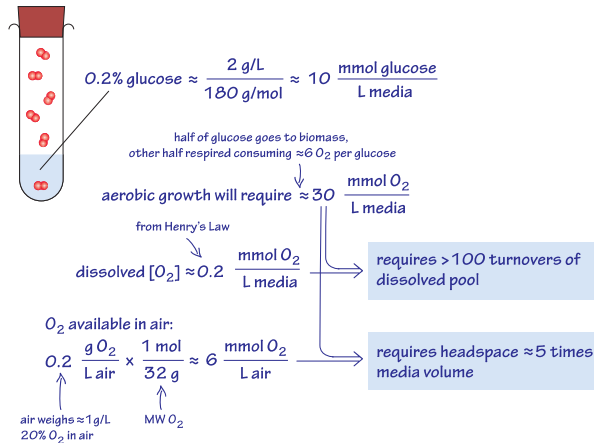 0.2% glucose ≈ 2 g/L / 180 g/mol ≈ 10 mmol glucose / L media
half of glucose goes to biomass,
other half respired consuming ≈6 O₂ per glucose
aerobic growth will require ≈30 mmol O₂ / L media
from Henry's Law
dissolved [O₂] ≈0.2 mmol O₂ / L media
requires >100 turnovers of
dissolved pool
O₂ available in air:
0.2 g O₂ / L air × 1 mol / 32 g ≈ 6 mmol O₂ / L air
requires headspace ≈5 times
media volume
air weighs ≈1g/L
20% O₂ in air
MW O₂